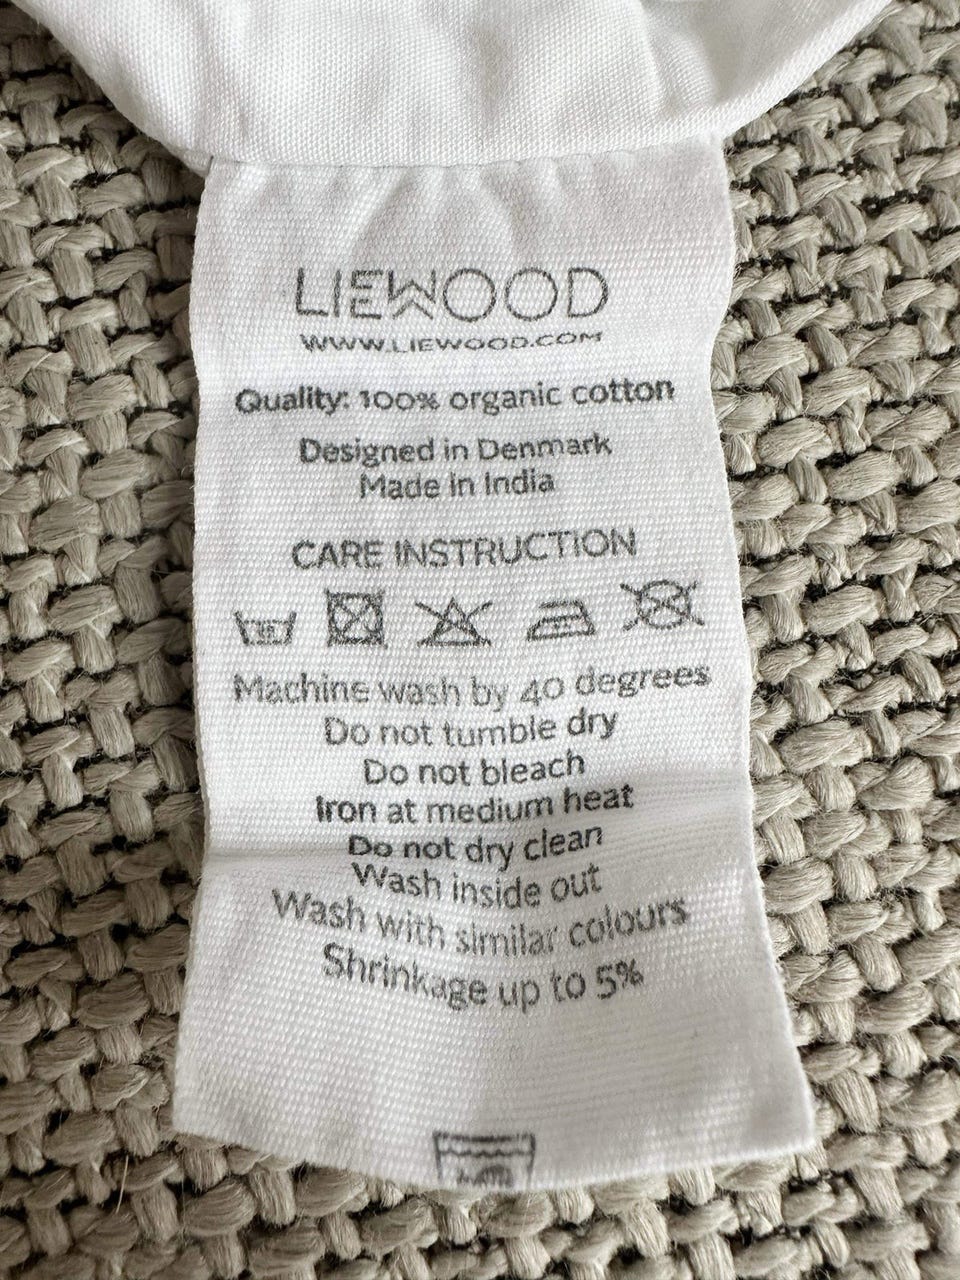 LIEWOOD
WWW.LIEWOOD.COM
Quality: 100% organic cotton
Designed in Denmark
Made in India
CARE INSTRUCTION
Machine wash by 40 degrees
Do not tumble dry
Do not bleach
Iron at medium heat
Do not dry clean
Wash inside out
Wash with similar colours
Shrinkage up to 5%